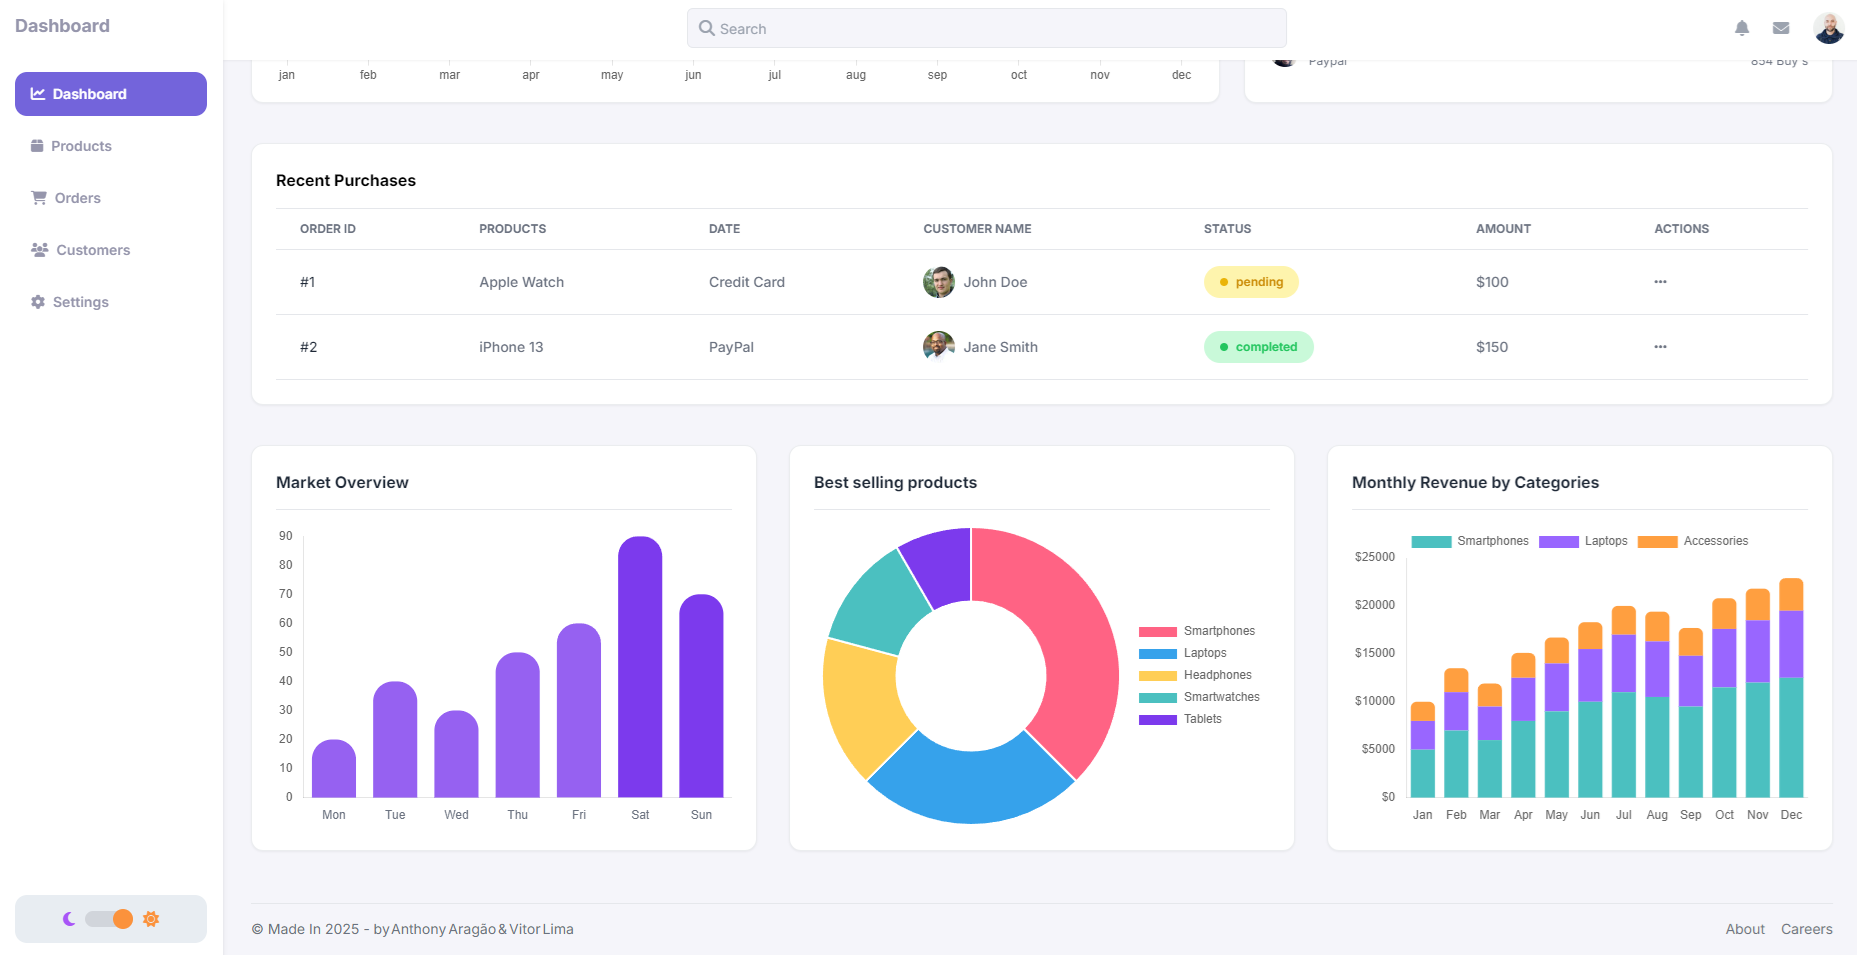 Dashboard
Search
Dashboard
Products
Orders
Customers
Settings
jan feb mar apr may jun jul aug sep oct nov dec
Paypal 854 Buy's
Recent Purchases
ORDER ID PRODUCTS DATE CUSTOMER NAME STATUS AMOUNT ACTIONS
#1 Apple Watch Credit Card John Doe pending $100 ···
#2 iPhone 13 PayPal Jane Smith completed $150 ···
Market Overview
90
80
70
60
50
40
30
20
10
0
Mon Tue Wed Thu Fri Sat Sun
Best selling products
Smartphones
Laptops
Headphones
Smartwatches
Tablets
Monthly Revenue by Categories
Smartphones Laptops Accessories
$25000
$20000
$15000
$10000
$5000
$0
Jan Feb Mar Apr May Jun Jul Aug Sep Oct Nov Dec
© Made In 2025 - by Anthony Aragão & Vitor Lima
About Careers